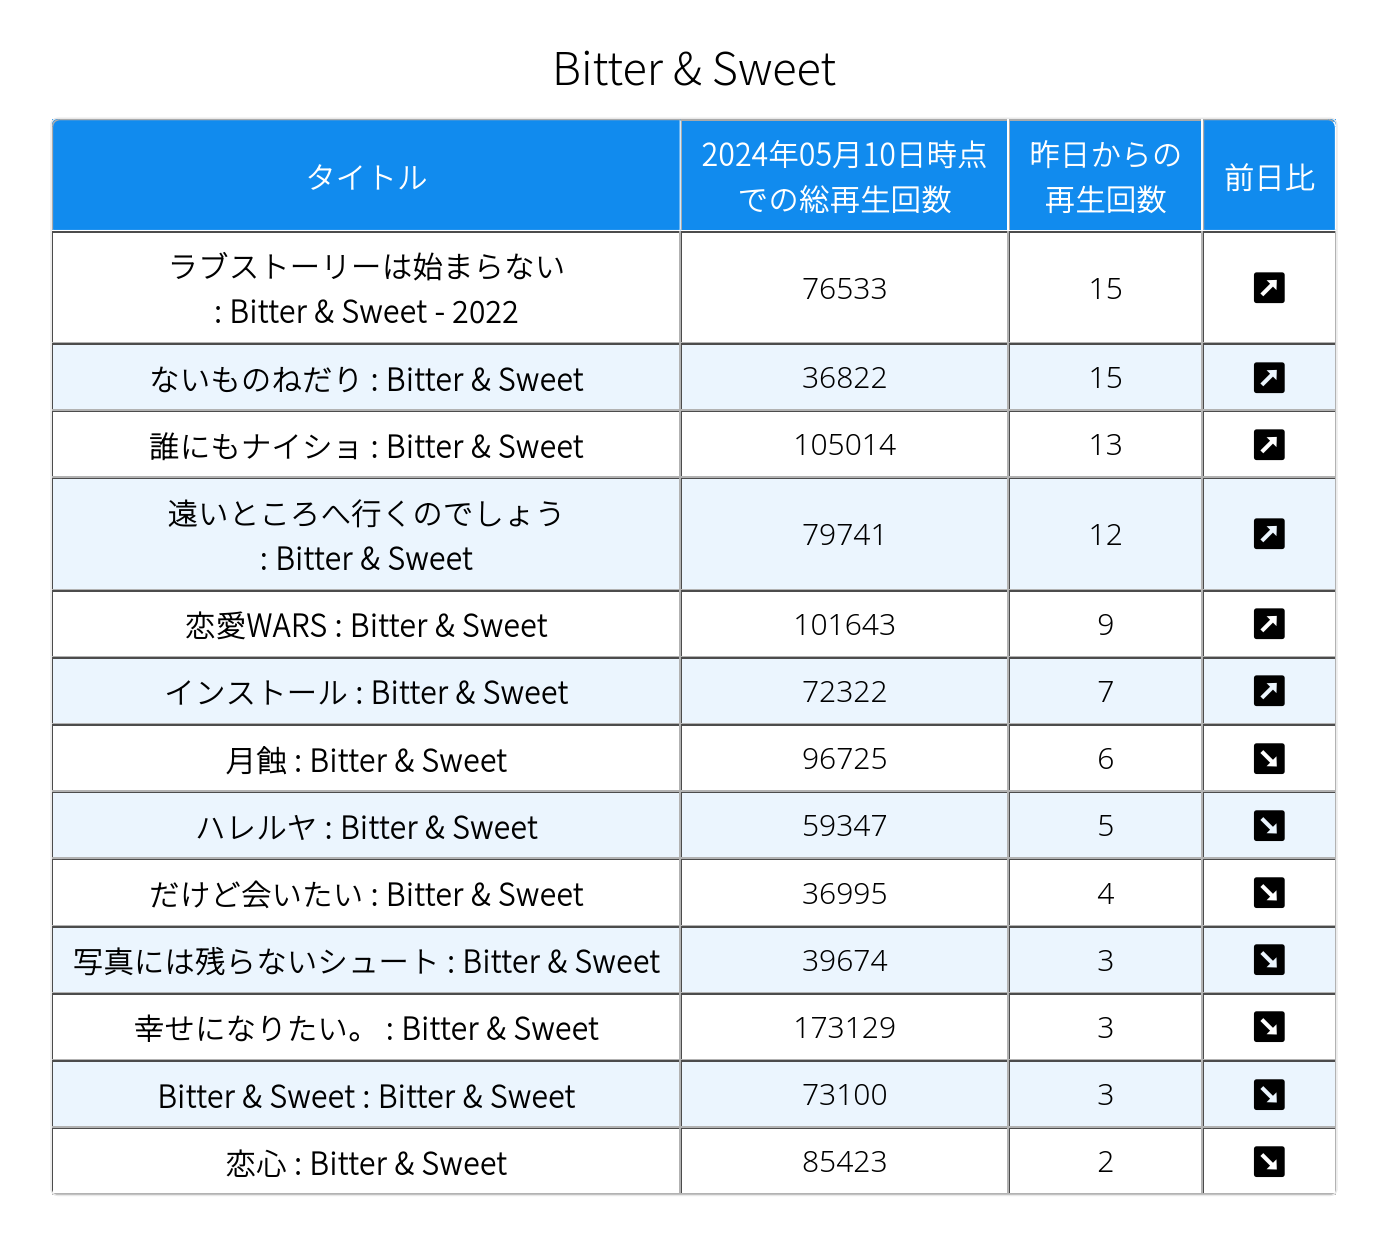 Bitter & Sweet
タイトル
2024年05月10日時点
での総再生回数
昨日からの
再生回数
前日比
ラブストーリーは始まらない
: Bitter & Sweet - 2022
76533
15
ないものねだり : Bitter & Sweet
36822
15
誰にもナイショ : Bitter & Sweet
105014
13
遠いところへ行くのでしょう
: Bitter & Sweet
79741
12
恋愛WARS : Bitter & Sweet
101643
9
インストール : Bitter & Sweet
72322
7
月蝕 : Bitter & Sweet
96725
6
ハレルヤ : Bitter & Sweet
59347
5
だけど会いたい : Bitter & Sweet
36995
4
写真には残らないシュート : Bitter & Sweet
39674
3
幸せになりたい。 : Bitter & Sweet
173129
3
Bitter & Sweet : Bitter & Sweet
73100
3
恋心 : Bitter & Sweet
85423
2